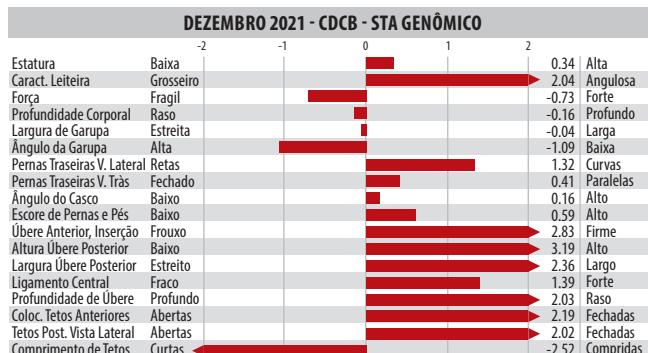 DEZEMBRO 2021 - CDCB - STA GENÔMICO
-2 -1 0 1 2
Estatura Baixa 0.34 Alta
Caract. Leiteira Grosseiro 2.04 Angulosa
Força Fragil -0.73 Forte
Profundidade Corporal Raso -0.16 Profundo
Largura de Garupa Estreita -0.04 Larga
Ângulo da Garupa Alta -1.09 Baixa
Pernas Traseiras V. Lateral Retas 1.32 Curvas
Pernas Traseiras V. Tràs Fechado 0.41 Paralelas
Ângulo do Casco Baixo 0.16 Alto
Escore de Pernas e Pés Baixo 0.59 Alto
Úbere Anterior, Inserção Frouxo 2.83 Firme
Altura Úbere Posterior Baixo 3.19 Alto
Largura Úbere Posterior Estreito 2.36 Largo
Ligamento Central Fraco 1.39 Forte
Profundidade de Úbere Profundo 2.03 Raso
Coloc. Tetos Anteriores Abertas 2.19 Fechadas
Tetos Post. Vista Lateral Abertas 2.02 Fechadas
Comprimento de Tetos Curtas -2.52 Compridas